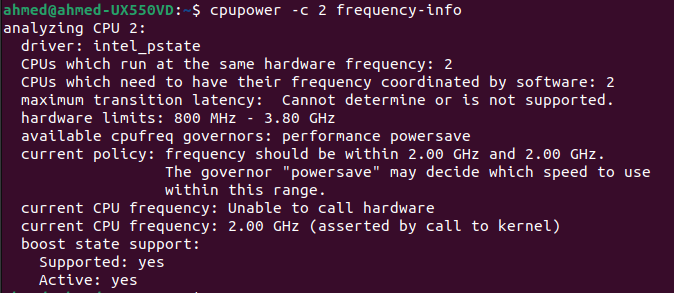 ahmed@ahmed-UX550VD:~$ cpupower -c 2 frequency-info
analyzing CPU 2:
  driver: intel_pstate
  CPUs which run at the same hardware frequency: 2
  CPUs which need to have their frequency coordinated by software: 2
  maximum transition latency:  Cannot determine or is not supported.
  hardware limits: 800 MHz - 3.80 GHz
  available cpufreq governors: performance powersave
  current policy: frequency should be within 2.00 GHz and 2.00 GHz.
                  The governor "powersave" may decide which speed to use
                  within this range.
  current CPU frequency: Unable to call hardware
  current CPU frequency: 2.00 GHz (asserted by call to kernel)
  boost state support:
    Supported: yes
    Active: yes